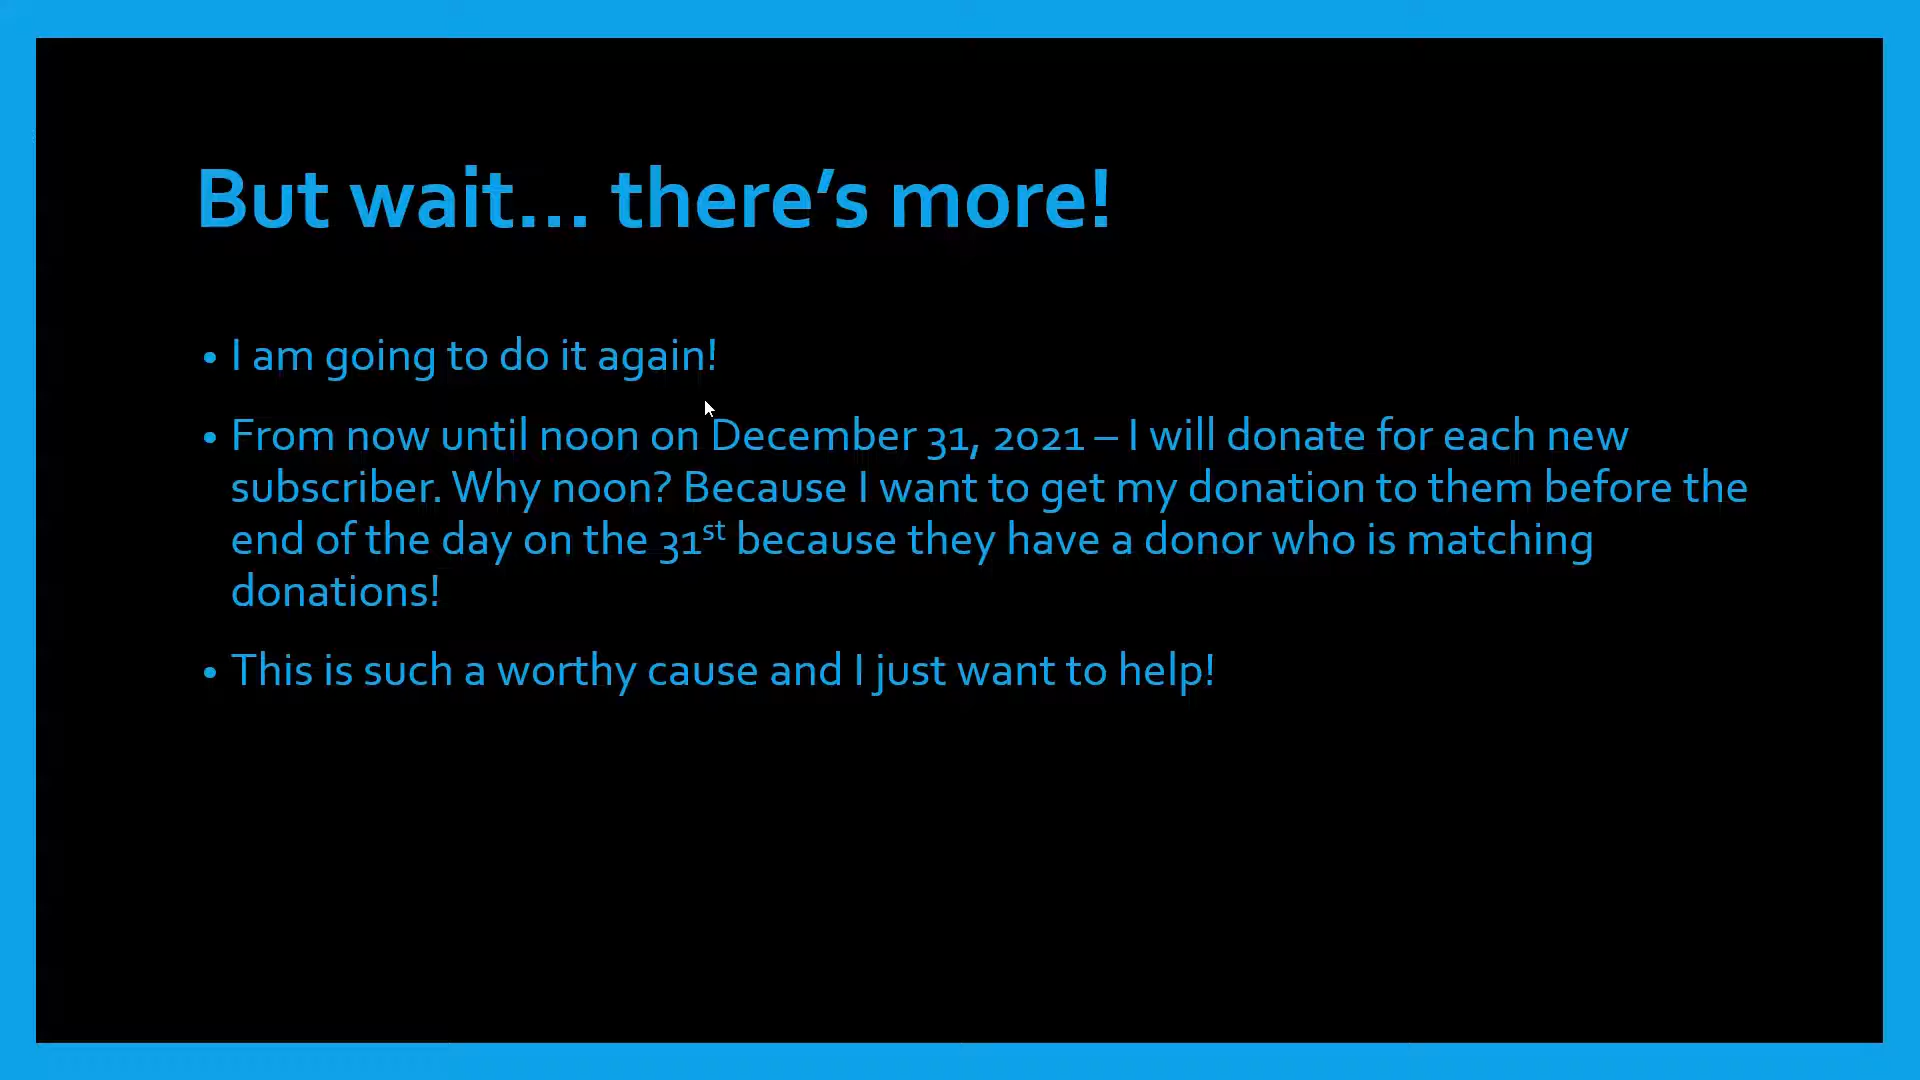 But wait... there's more!
• I am going to do it again!
• From now until noon on December 31, 2021 – I will donate for each new
subscriber. Why noon? Because I want to get my donation to them before the
end of the day on the 31st because they have a donor who is matching
donations!
• This is such a worthy cause and I just want to help!